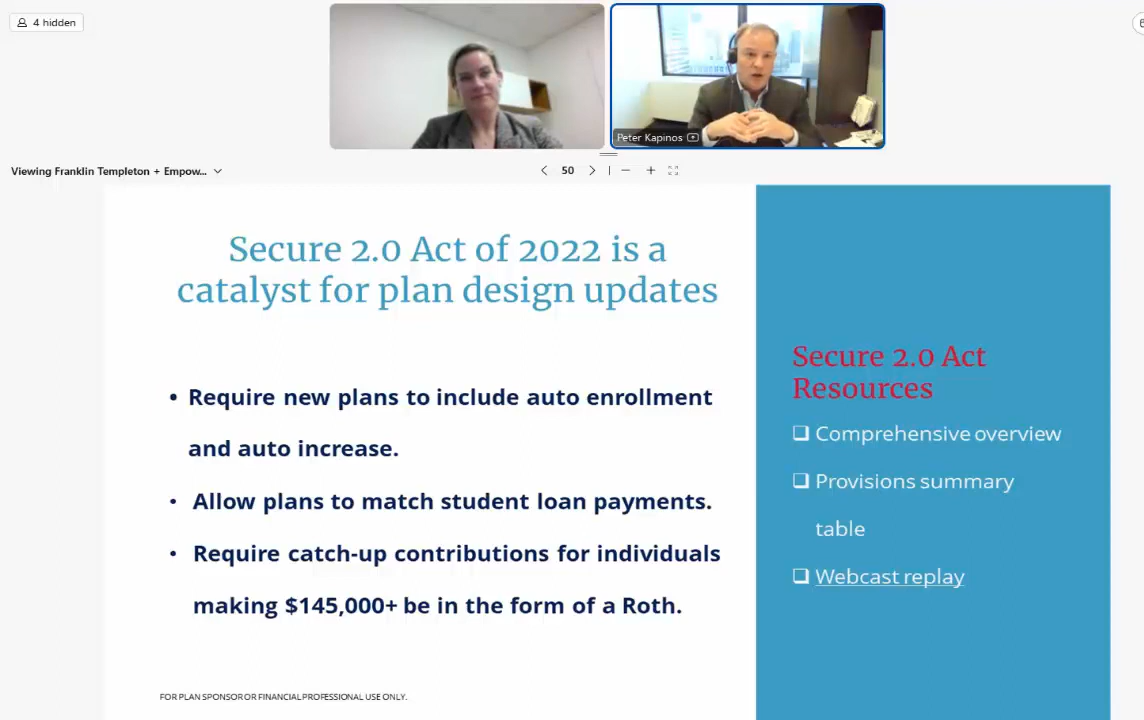 4 hidden
Peter Kapinos
Viewing Franklin Templeton + Empow...
50
Secure 2.0 Act of 2022 is a
catalyst for plan design updates
• Require new plans to include auto enrollment
and auto increase.
• Allow plans to match student loan payments.
• Require catch-up contributions for individuals
making $145,000+ be in the form of a Roth.
FOR PLAN SPONSOR OR FINANCIAL PROFESSIONAL USE ONLY.
Secure 2.0 Act
Resources
❑ Comprehensive overview
❑ Provisions summary
table
❑ Webcast replay